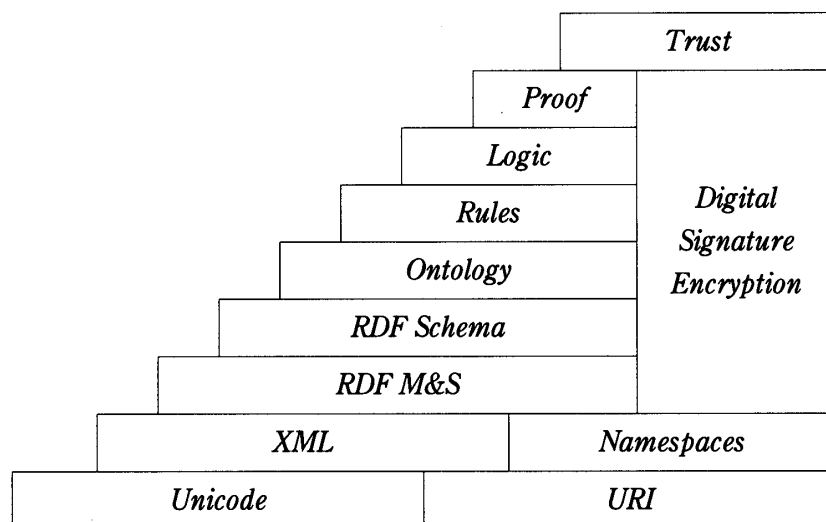 Trust
Proof
Logic
Rules
Digital
Signature
Encryption
Ontology
RDF Schema
RDF M&S
XML
Namespaces
Unicode
URI